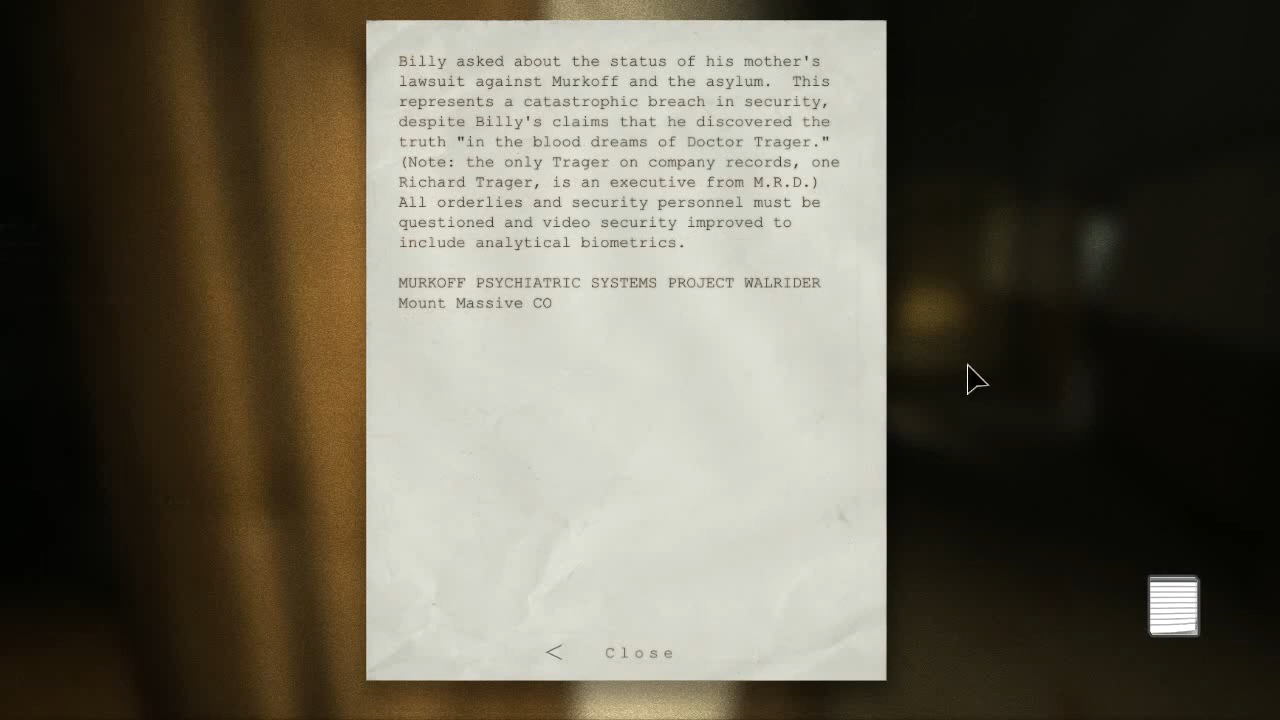 Billy asked about the status of his mother's
lawsuit against Murkoff and the asylum.  This
represents a catastrophic breach in security,
despite Billy's claims that he discovered the
truth "in the blood dreams of Doctor Trager."
(Note: the only Trager on company records, one
Richard Trager, is an executive from M.R.D.)
All orderlies and security personnel must be
questioned and video security improved to
include analytical biometrics.
MURKOFF PSYCHIATRIC SYSTEMS PROJECT WALRIDER
Mount Massive CO
< Close